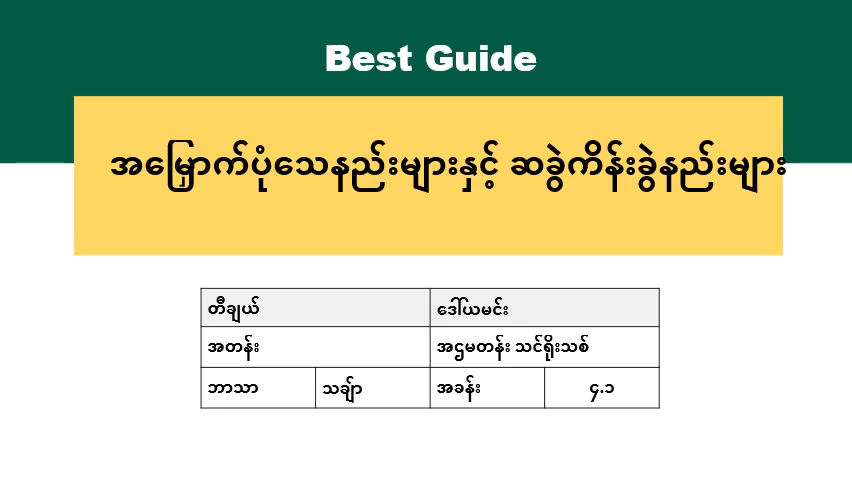 Best Guide
အမြှောက်ပုံသေနည်းများနှင့် ဆခွဲကိန်းခွဲနည်းများ
တီချယ် ဒေါ်ယမင်း
အတန်း အဌမတန်း သင်ရိုးသစ်
ဘာသာ သင်္ချာ အခန်း ၄.၁